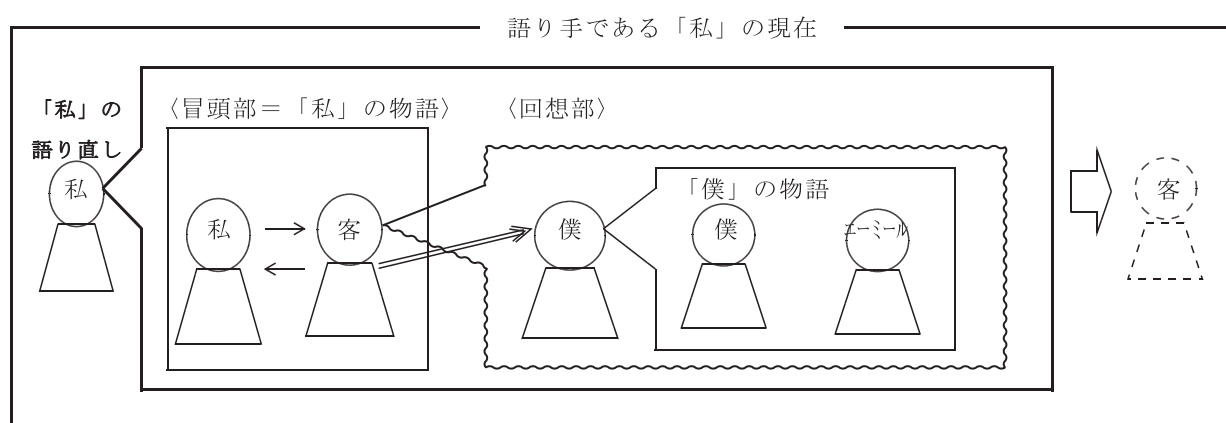 語り手である「私」の現在
「私」の
語り直し
私
〈冒頭部＝「私」の物語〉
私
客
〈回想部〉
僕
「僕」の物語
僕
エーミール
客